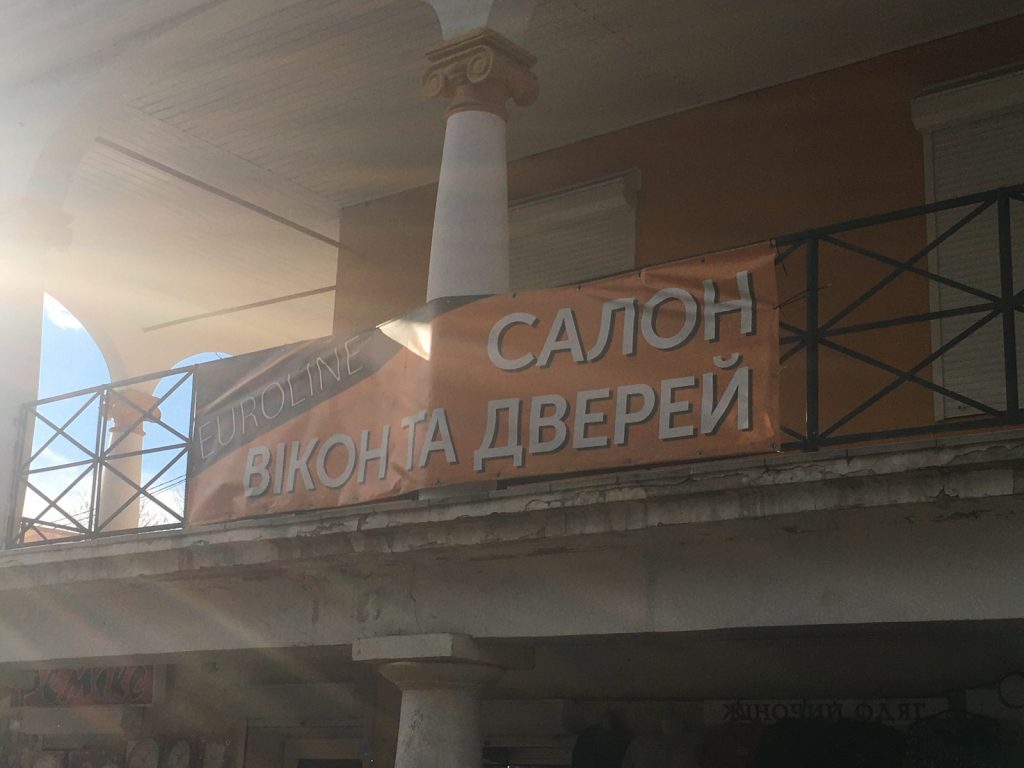 EUROLINE
САЛОН
ВІКОН ТА ДВЕРЕЙ
ЖІНОЧИЙ ОДЯГ